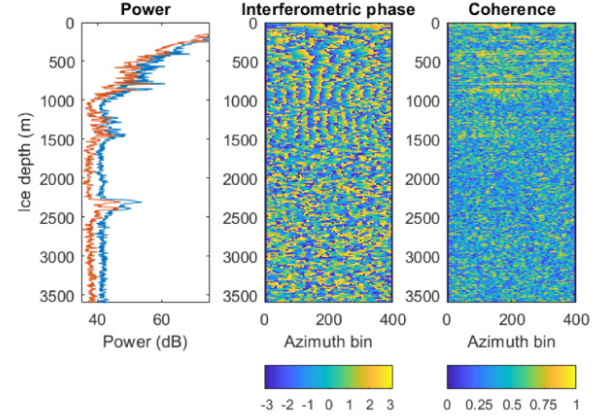 Power
Interferometric phase
Coherence
Ice depth (m)
0
500
1000
1500
2000
2500
3000
3500
40 60
Power (dB)
0
500
1000
1500
2000
2500
3000
3500
0 200 400
Azimuth bin
0
500
1000
1500
2000
2500
3000
3500
0 200 400
Azimuth bin
-3 -2 -1 0 1 2 3
0 0.25 0.5 0.75 1